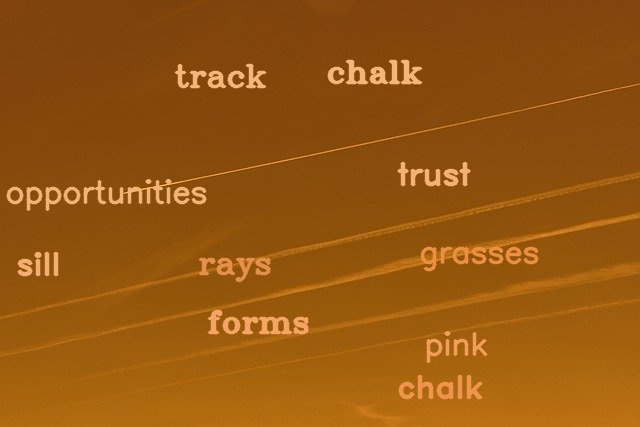 track chalk
trust
opportunities
grasses
sill rays
forms
pink
chalk